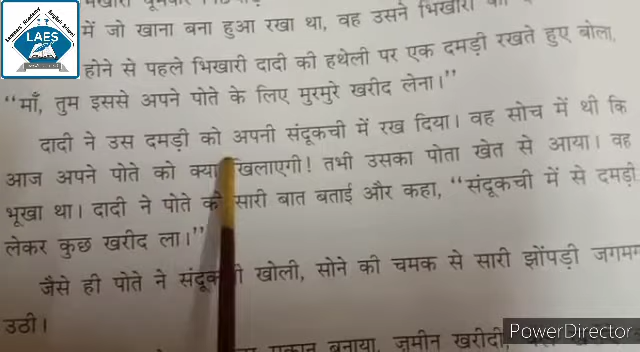 LAES
में जो खाना बना हुआ रखा था, वह उसने भिखारी
होने से पहले भिखारी दादी की हथेली पर एक दमड़ी रखते हुए बोला,
“माँ, तुम इससे अपने पोते के लिए मुरमुरे खरीद लेना।”
दादी ने उस दमड़ी को अपनी संदूकची में रख दिया। वह सोच में थी कि
आज अपने पोते को क्या खिलाएगी! तभी उसका पोता खेत से आया। वह
भूखा था। दादी ने पोते को सारी बात बताई और कहा, “संदूकची में से दमड़ी
लेकर कुछ खरीद ला।”
जैसे ही पोते ने संदूकची खोली, सोने की चमक से सारी झोंपड़ी जगमग
उठी।
मकान बनाया, ज़मीन खरीदी,
PowerDirector